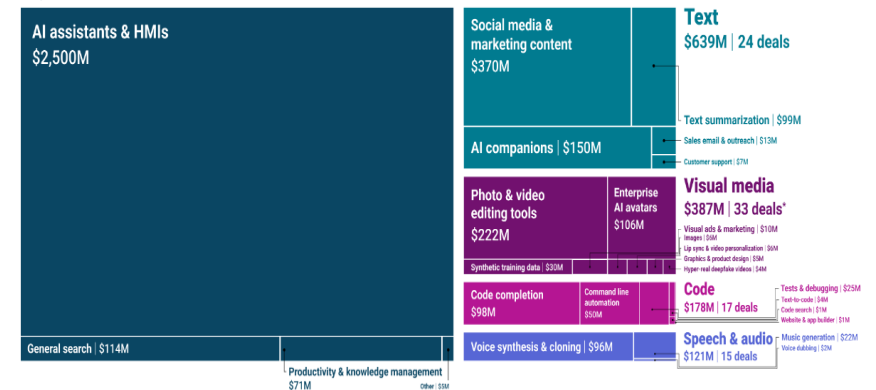 AI assistants & HMIs
$2,500M
General search | $114M
Productivity & knowledge management
$71M
Other | $5M
Social media &
marketing content
$370M
AI companions | $150M
Text
$639M | 24 deals
Text summarization | $99M
Sales email & outreach | $13M
Customer support | $7M
Photo & video
editing tools
$222M
Enterprise
AI avatars
$106M
Synthetic training data | $30M
Visual media
$387M | 33 deals*
Visual ads & marketing | $10M
Images | $6M
Lip sync & video personalization | $6M
Graphics & product design | $5M
Hyper-real deepfake videos | $4M
Code completion
$98M
Command line
automation
$50M
Code
$178M | 17 deals
Tests & debugging | $25M
Text-to-code | $4M
Code search | $1M
Website & app builder | $1M
Voice synthesis & cloning | $96M
Speech & audio
$121M | 15 deals
Music generation | $22M
Voice dubbing | $2M